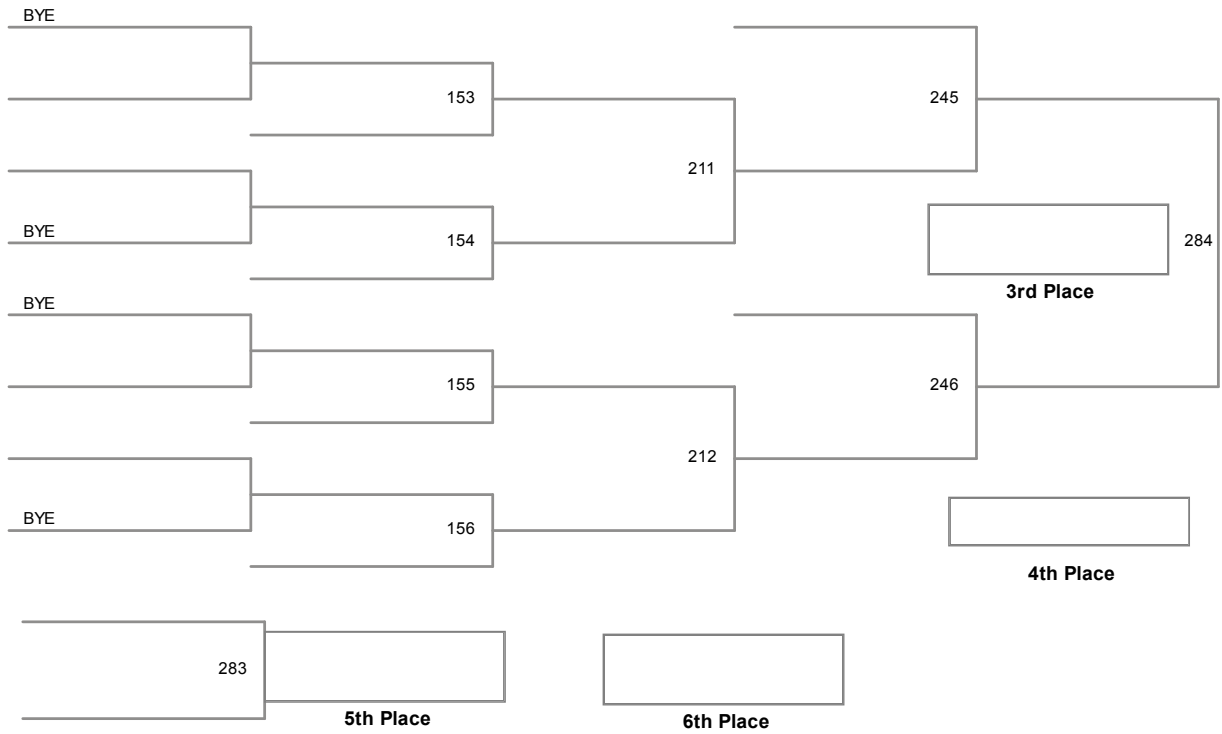 BYE
153
245
211
BYE
154
284
3rd Place
BYE
155
246
212
BYE
156
4th Place
283
5th Place
6th Place